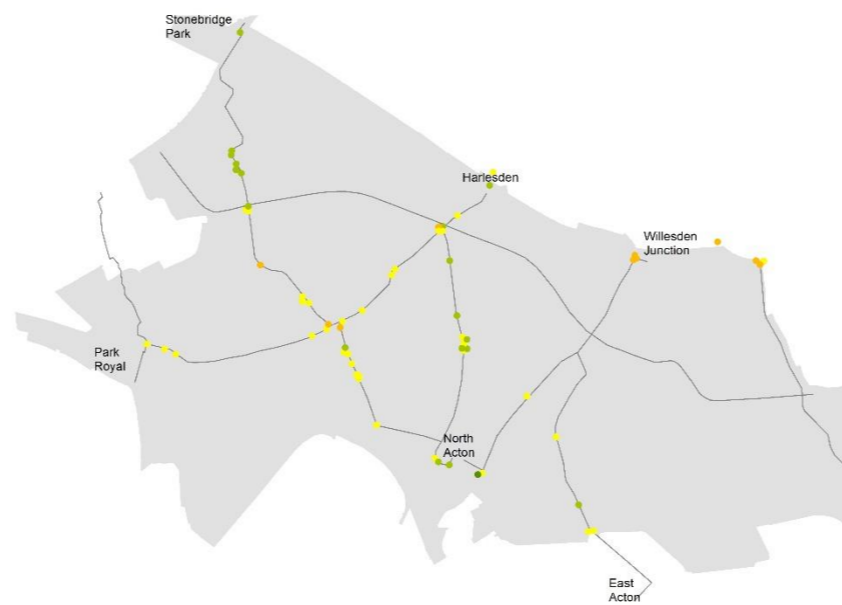 Stonebridge
Park
Harlesden
Willesden
Junction
Park
Royal
North
Acton
East
Acton